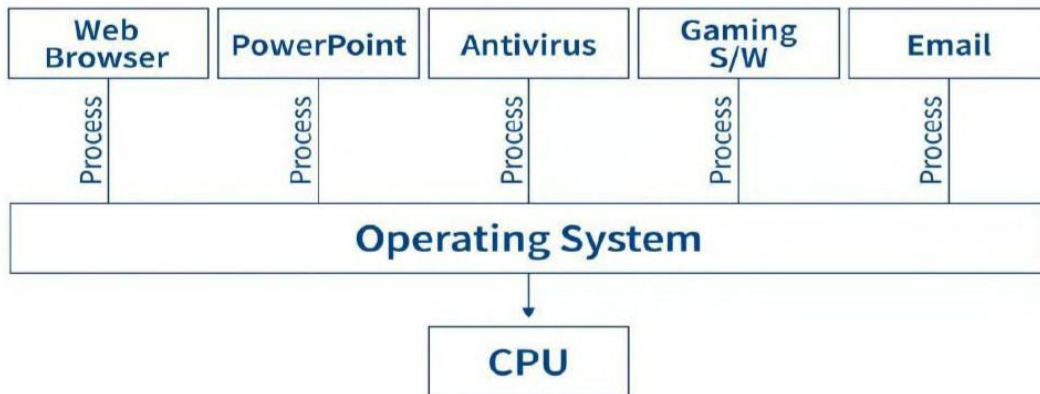 Web
Browser
PowerPoint
Antivirus
Gaming
S/W
Email
Process
Process
Process
Process
Process
Operating System
CPU